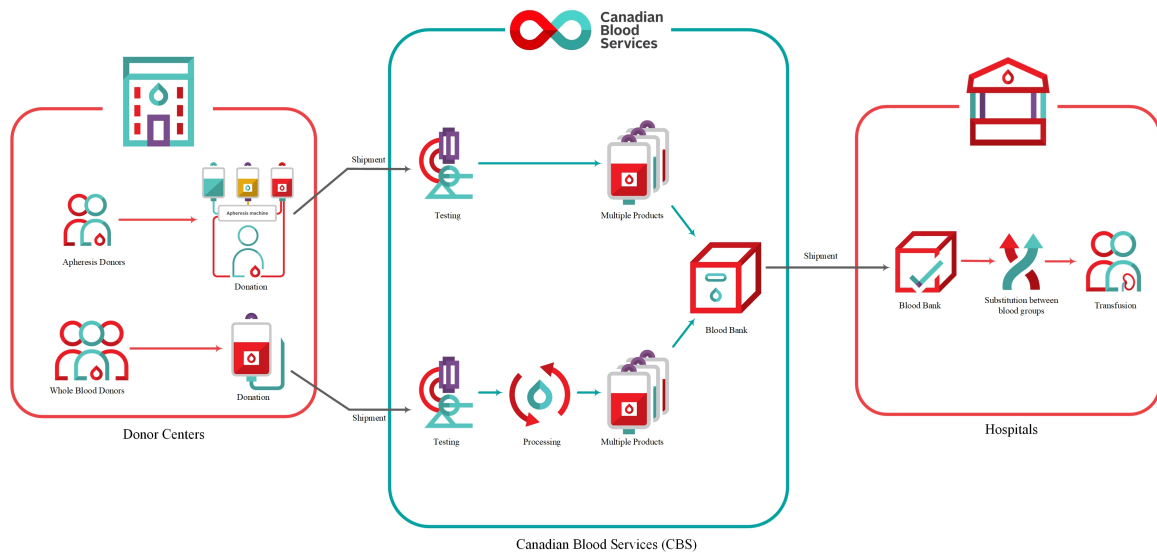 Canadian
Blood
Services
Shipment
Testing
Multiple Products
Apheresis machine
Apheresis Donors
Donation
Shipment
Blood Bank
Blood Bank
Substitution between
blood groups
Transfusion
Whole Blood Donors
Donation
Shipment
Testing
Processing
Multiple Products
Donor Centers
Hospitals
Canadian Blood Services (CBS)